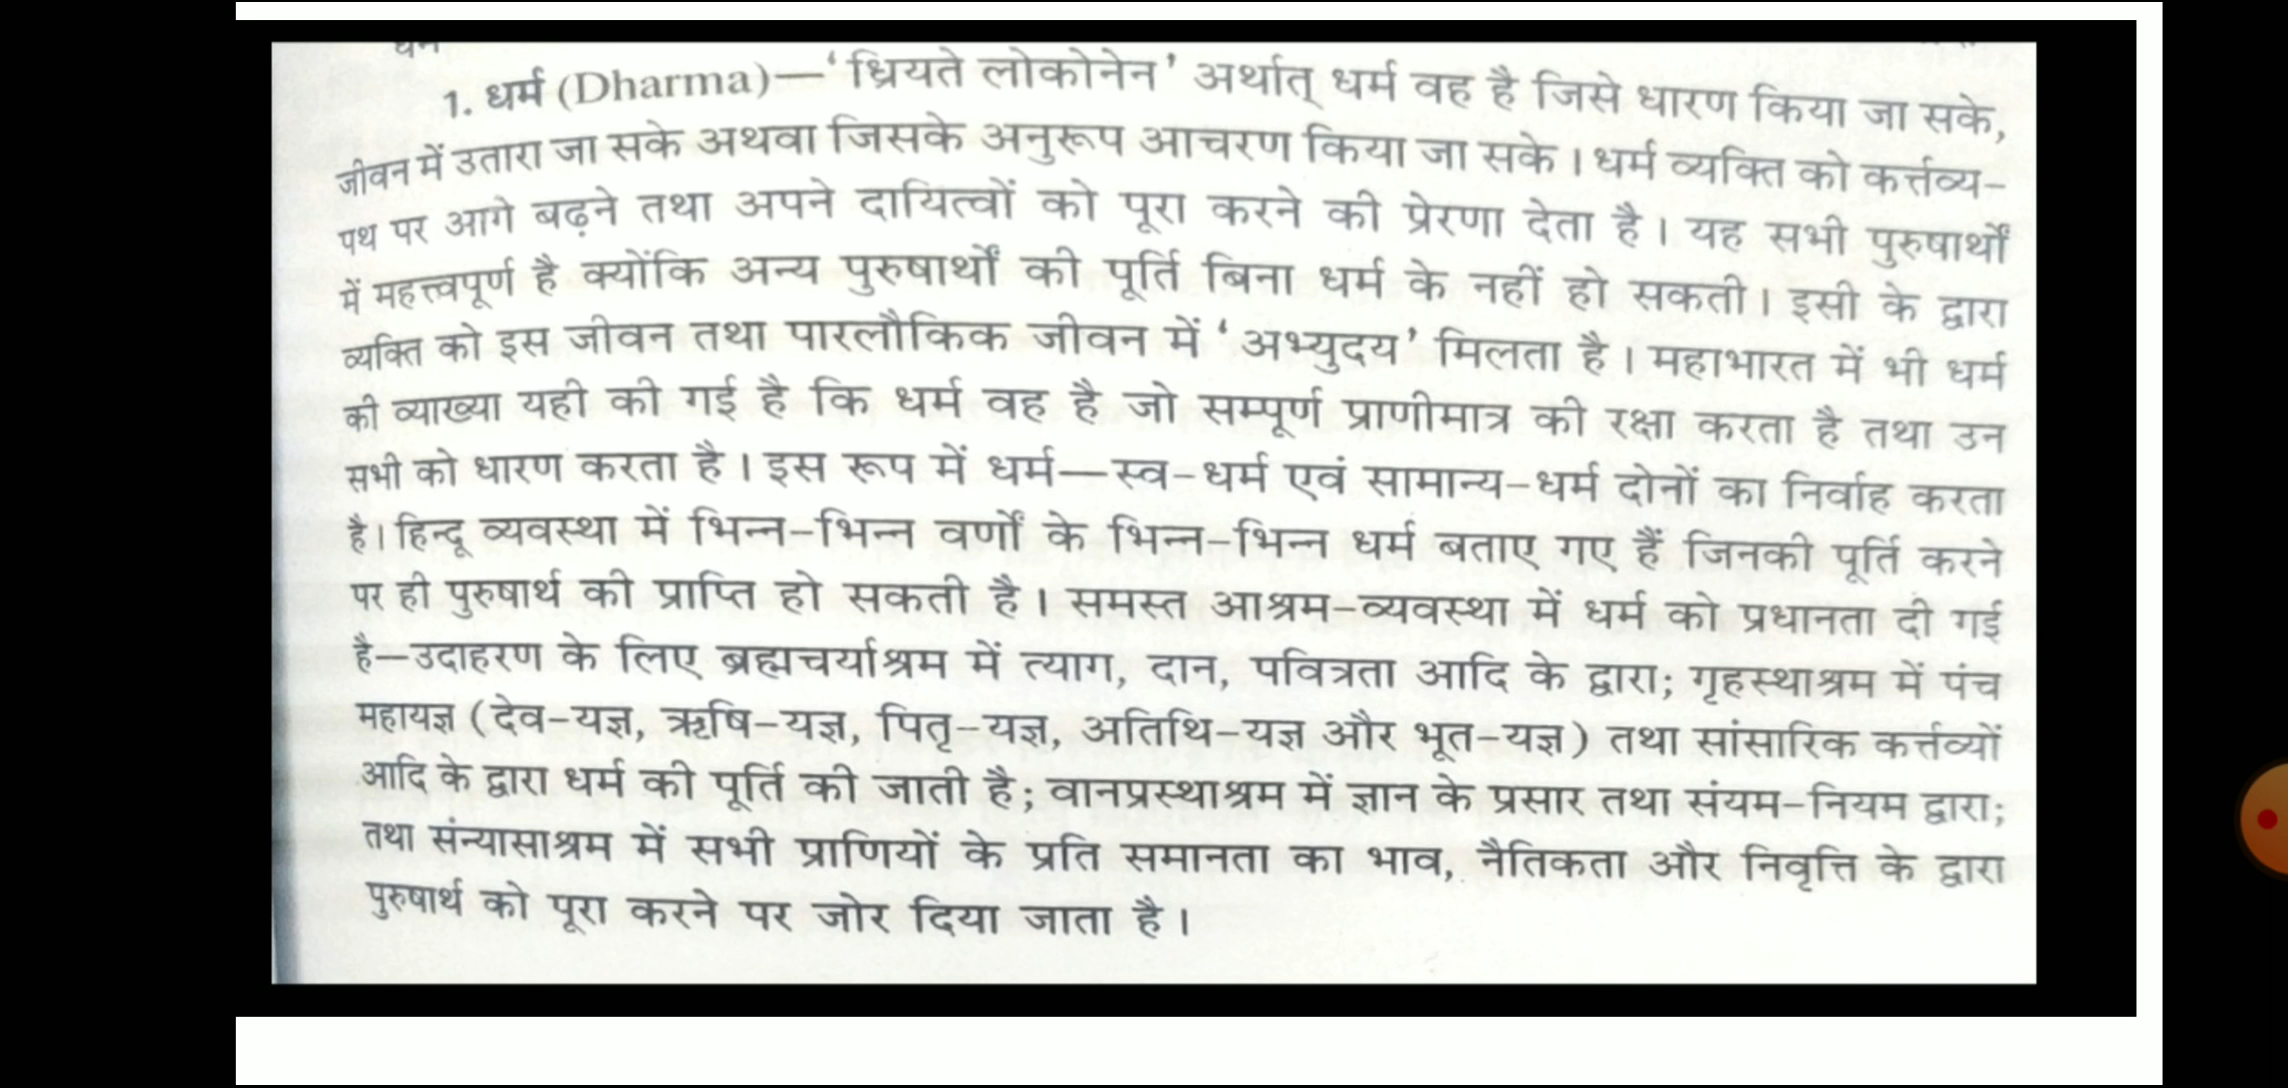 1. धर्म (Dharma)—‘ध्रियते लोकोनेन’ अर्थात् धर्म वह है जिसे धारण किया जा सके,
जीवन में उतारा जा सके अथवा जिसके अनुरूप आचरण किया जा सके। धर्म व्यक्ति को कर्त्तव्य-
पथ पर आगे बढ़ने तथा अपने दायित्वों को पूरा करने की प्रेरणा देता है। यह सभी पुरुषार्थों
में महत्त्वपूर्ण है क्योंकि अन्य पुरुषार्थों की पूर्ति बिना धर्म के नहीं हो सकती। इसी के द्वारा
व्यक्ति को इस जीवन तथा पारलौकिक जीवन में ‘अभ्युदय’ मिलता है। महाभारत में भी धर्म
की व्याख्या यही की गई है कि धर्म वह है जो सम्पूर्ण प्राणीमात्र की रक्षा करता है तथा उन
सभी को धारण करता है। इस रूप में धर्म—स्व-धर्म एवं सामान्य-धर्म दोनों का निर्वाह करता
है। हिन्दू व्यवस्था में भिन्न-भिन्न वर्णों के भिन्न-भिन्न धर्म बताए गए हैं जिनकी पूर्ति करने
पर ही पुरुषार्थ की प्राप्ति हो सकती है। समस्त आश्रम-व्यवस्था में धर्म को प्रधानता दी गई
है—उदाहरण के लिए ब्रह्मचर्याश्रम में त्याग, दान, पवित्रता आदि के द्वारा; गृहस्थाश्रम में पंच
महायज्ञ (देव-यज्ञ, ऋषि-यज्ञ, पितृ-यज्ञ, अतिथि-यज्ञ और भूत-यज्ञ) तथा सांसारिक कर्त्तव्यों
आदि के द्वारा धर्म की पूर्ति की जाती है; वानप्रस्थाश्रम में ज्ञान के प्रसार तथा संयम-नियम द्वारा;
तथा संन्यासाश्रम में सभी प्राणियों के प्रति समानता का भाव, नैतिकता और निवृत्ति के द्वारा
पुरुषार्थ को पूरा करने पर जोर दिया जाता है।